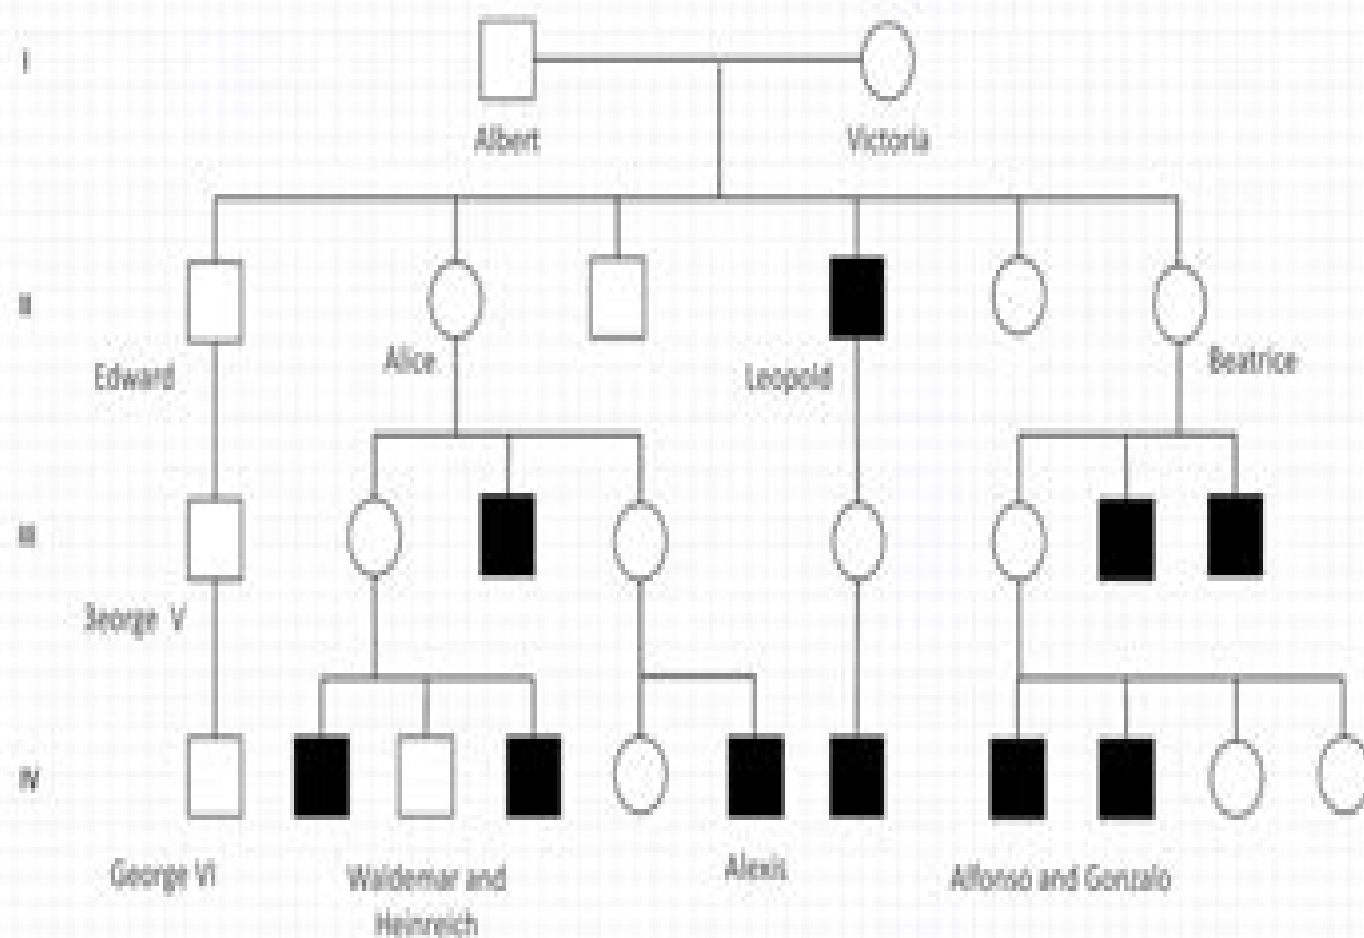 I
Albert
Victoria
II
Edward
Alice
Leopold
Beatrice
III
George V
IV
George VI
Waldemar and
Heinreich
Alexis
Alfonso and Gonzalo